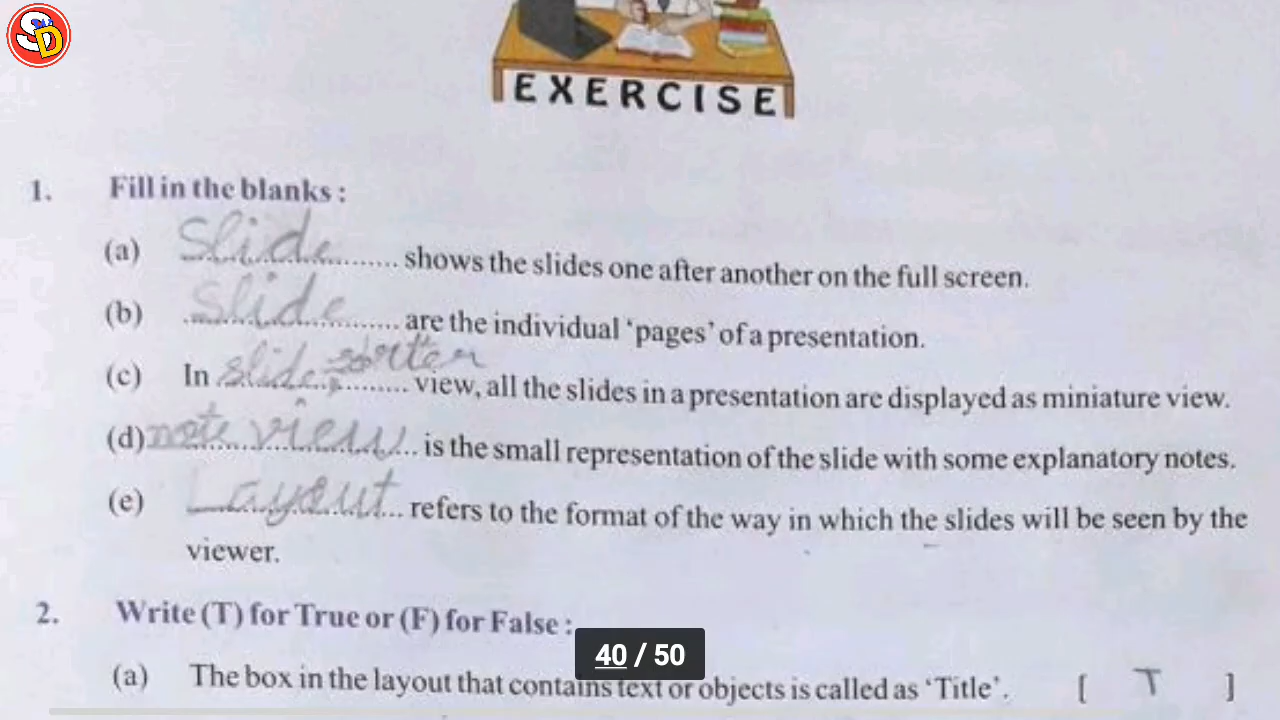 SD
EXERCISE
1. Fill in the blanks :
(a) Slide shows the slides one after another on the full screen.
(b) Slide are the individual 'pages' of a presentation.
(c) In slide sorter view, all the slides in a presentation are displayed as miniature view.
(d) note view is the small representation of the slide with some explanatory notes.
(e) Layout refers to the format of the way in which the slides will be seen by the
viewer.
2. Write (T) for True or (F) for False :
40 / 50
(a) The box in the layout that contains text or objects is called as 'Title'. [ T ]